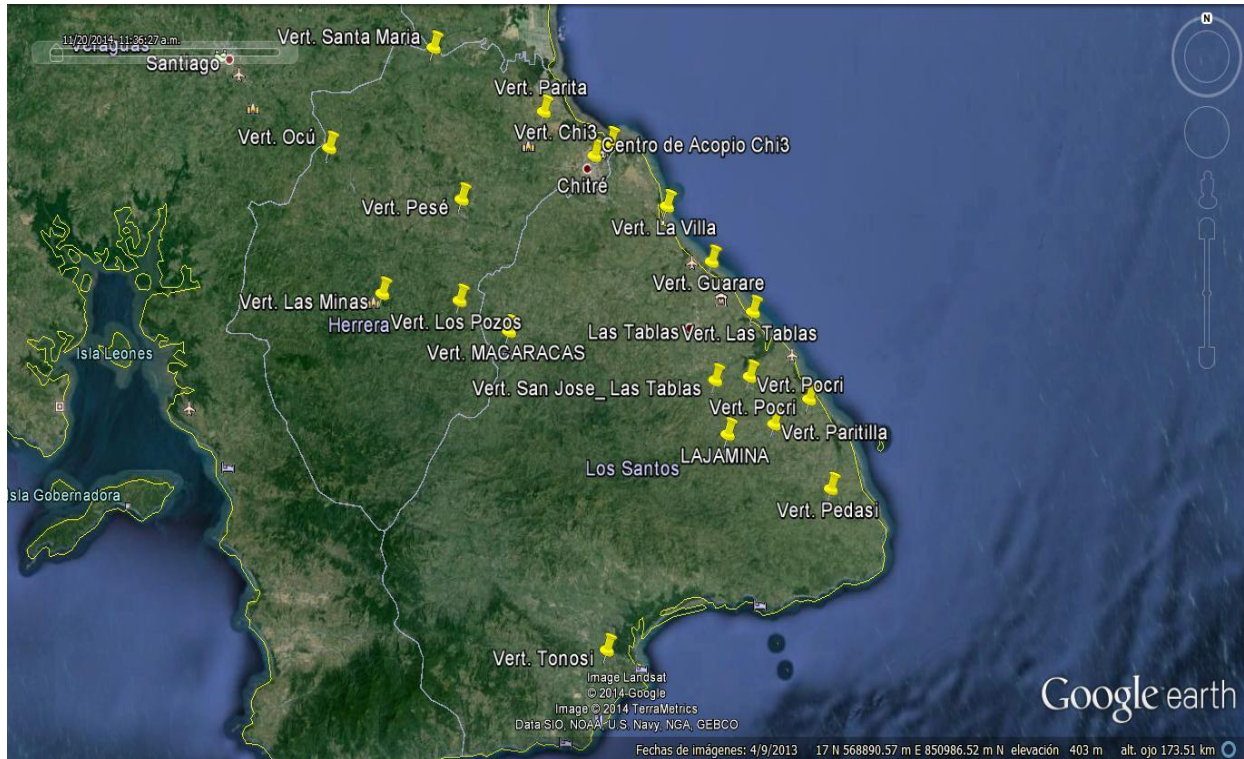 11/20/2014 11:36:27 a.m.
Veraguas
Santiago
Vert. Santa Maria
Vert. Parita
Vert. Ocú
Vert. Chi3
Centro de Acopio Chi3
Chitré
Vert. Pesé
Vert. La Villa
Vert. Guarare
Vert. Las Minas
Herrera
Vert. Los Pozos
Las Tablas
Vert. Las Tablas
Vert. MACARACAS
Isla Leones
Vert. San Jose_ Las Tablas
Vert. Pocri
Vert. Pocri
Vert. Paritilla
LAJAMINA
Los Santos
Isla Gobernadora
Vert. Pedasi
Vert. Tonosi
Image Landsat
© 2014 Google
Image © 2014 TerraMetrics
Data SIO, NOAA, U.S. Navy, NGA, GEBCO
Google earth
N
Fechas de imágenes: 4/9/2013 17 N 568890.57 m E 850986.52 m N elevación 403 m alt. ojo 173.51 km